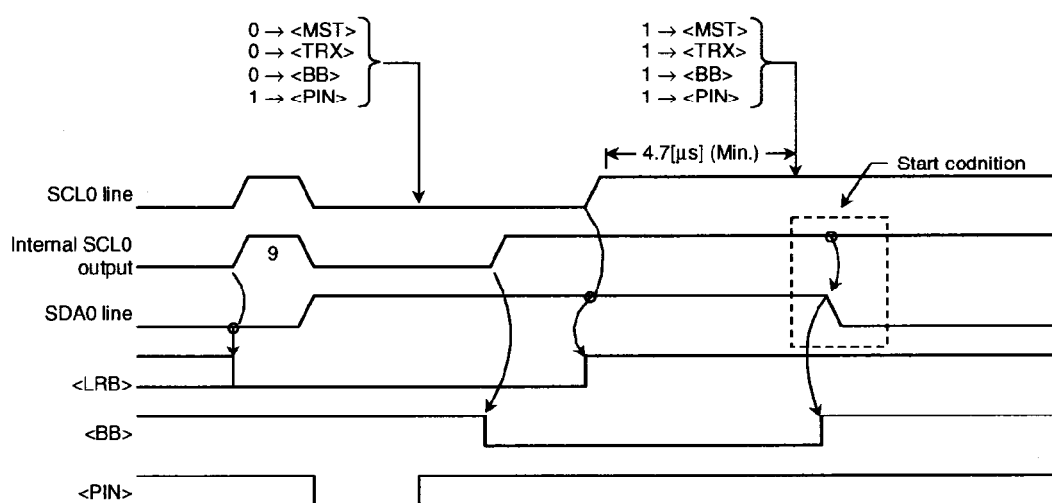 0 → <MST>
0 → <TRX>
0 → <BB>
1 → <PIN>
1 → <MST>
1 → <TRX>
1 → <BB>
1 → <PIN>
4.7[µs] (Min.)
Start codnition
SCL0 line
Internal SCL0
output
9
SDA0 line
<LRB>
<BB>
<PIN>